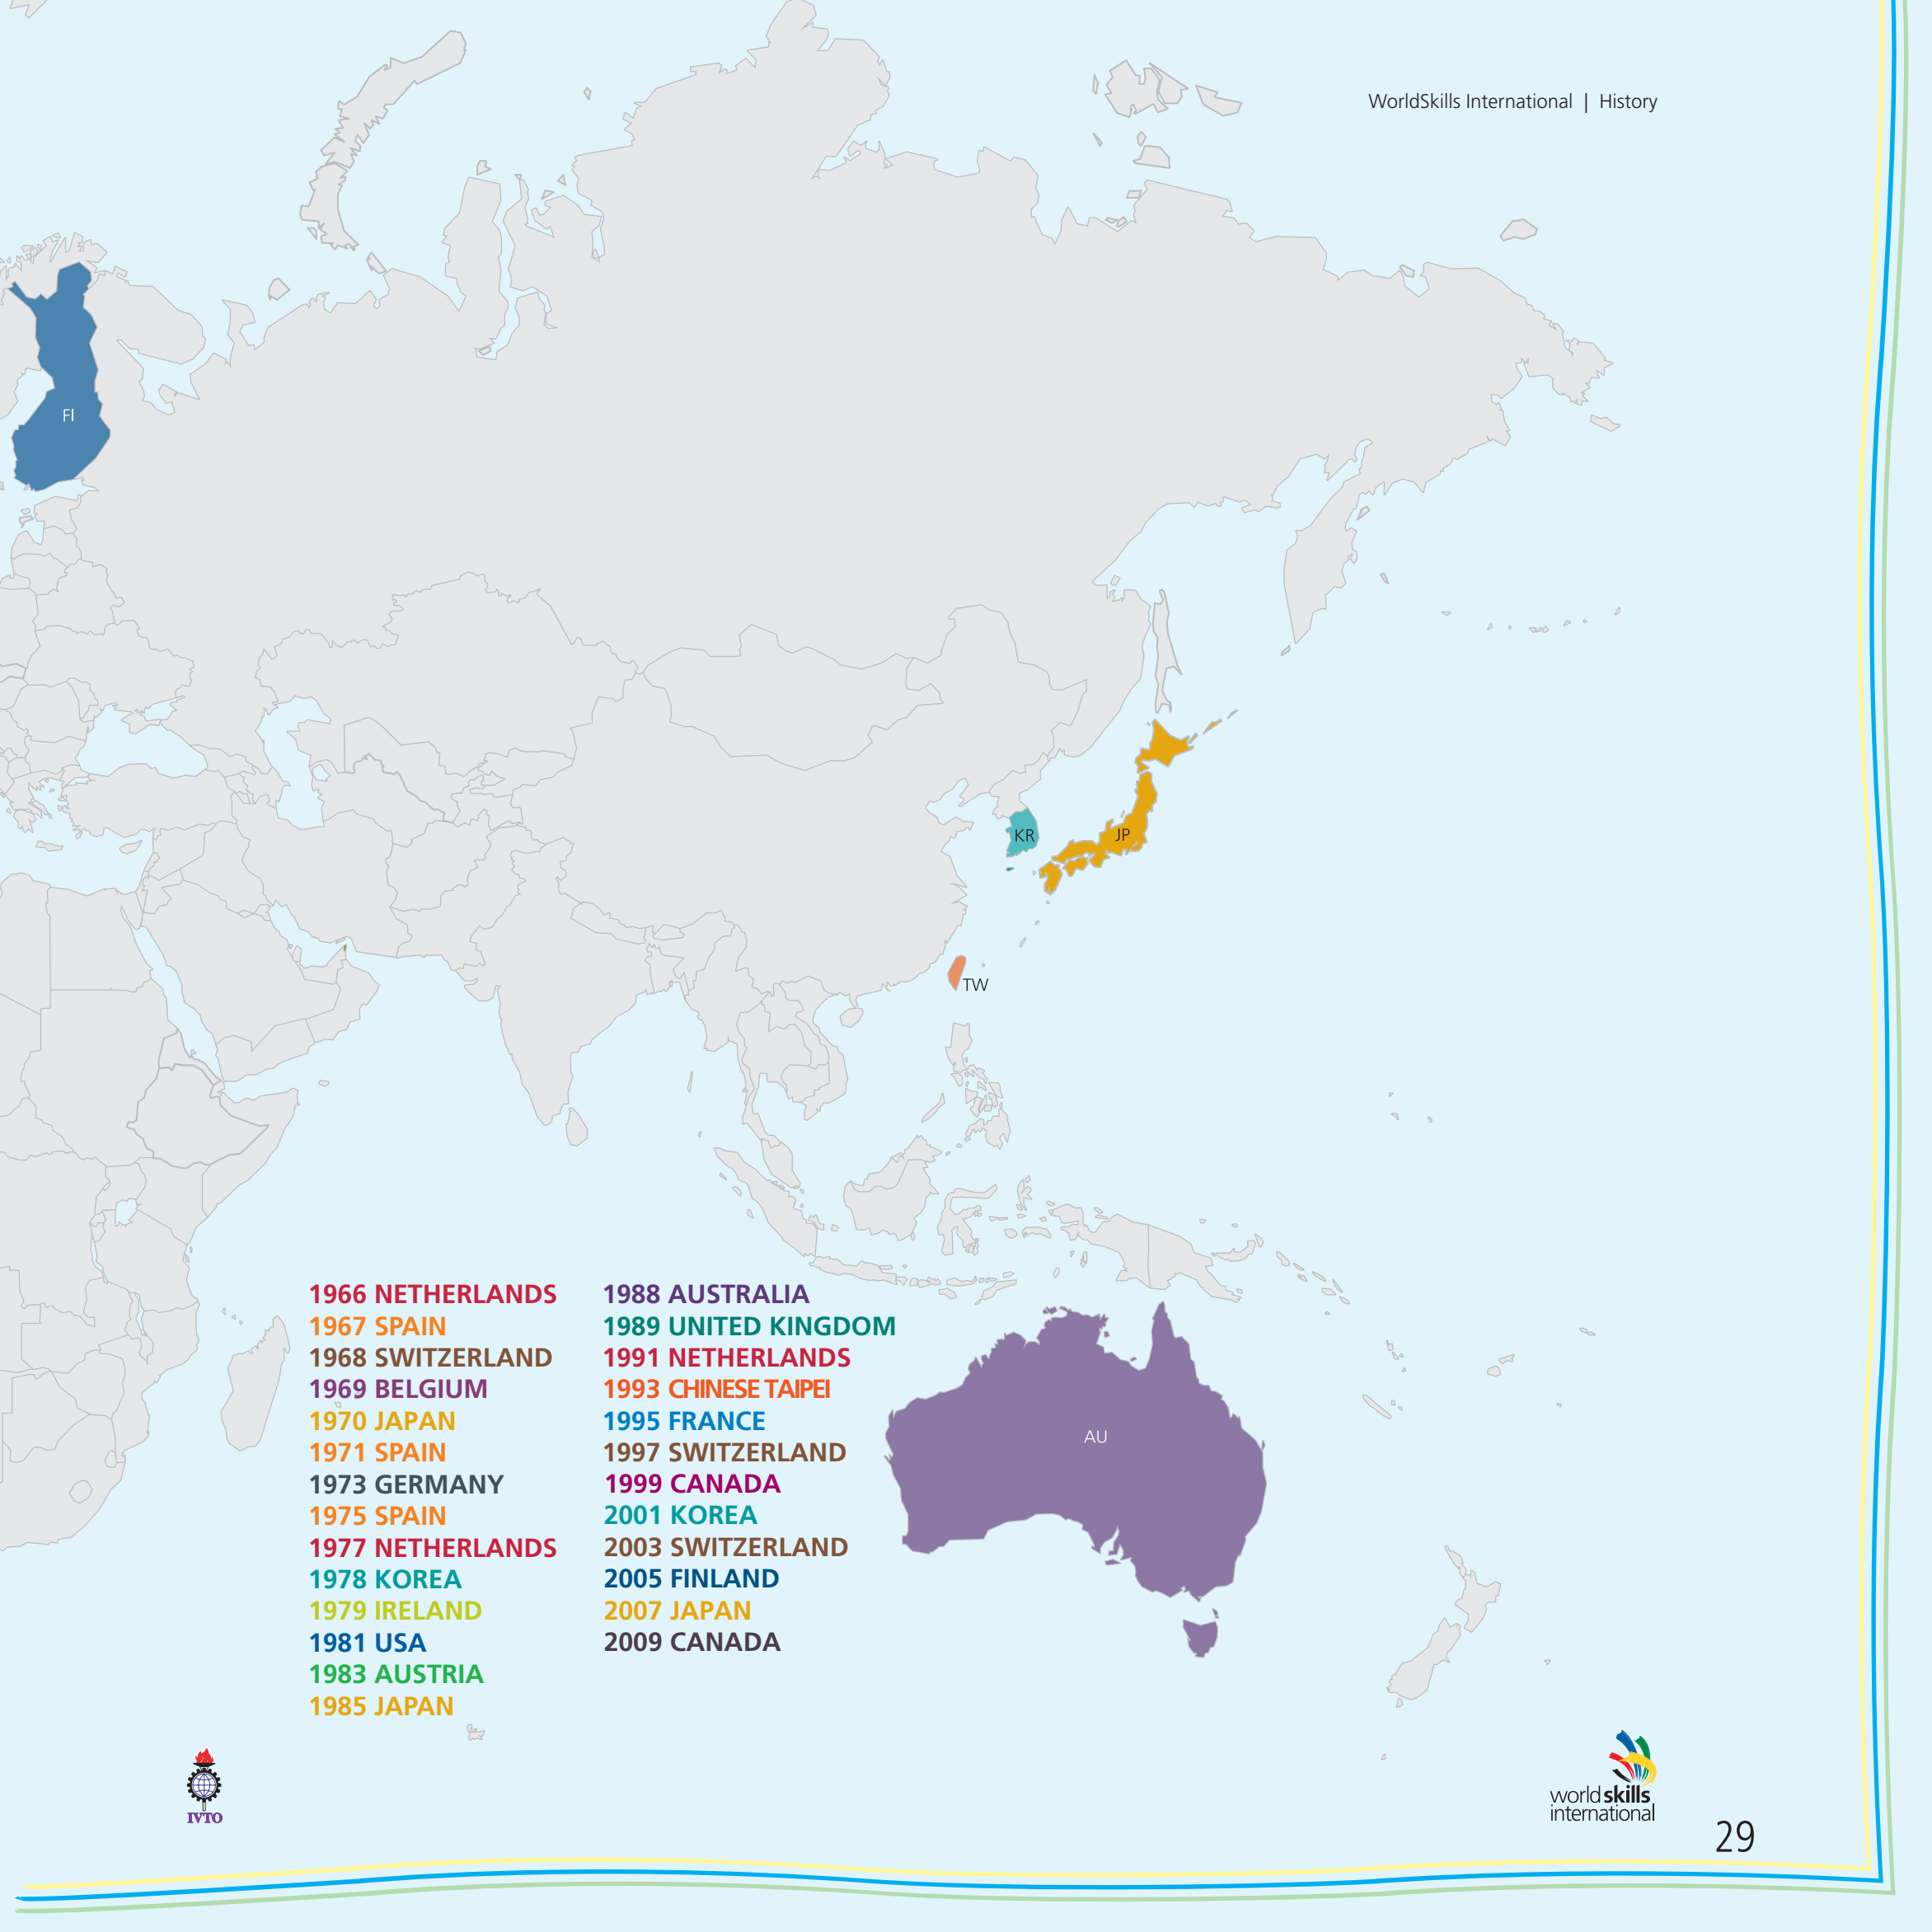 WorldSkills International | History
FI
KR
JP
TW
1966 NETHERLANDS
1967 SPAIN
1968 SWITZERLAND
1969 BELGIUM
1970 JAPAN
1971 SPAIN
1973 GERMANY
1975 SPAIN
1977 NETHERLANDS
1978 KOREA
1979 IRELAND
1981 USA
1983 AUSTRIA
1985 JAPAN
1988 AUSTRALIA
1989 UNITED KINGDOM
1991 NETHERLANDS
1993 CHINESE TAIPEI
1995 FRANCE
1997 SWITZERLAND
1999 CANADA
2001 KOREA
2003 SWITZERLAND
2005 FINLAND
2007 JAPAN
2009 CANADA
AU
IVTO
worldskills
international
29